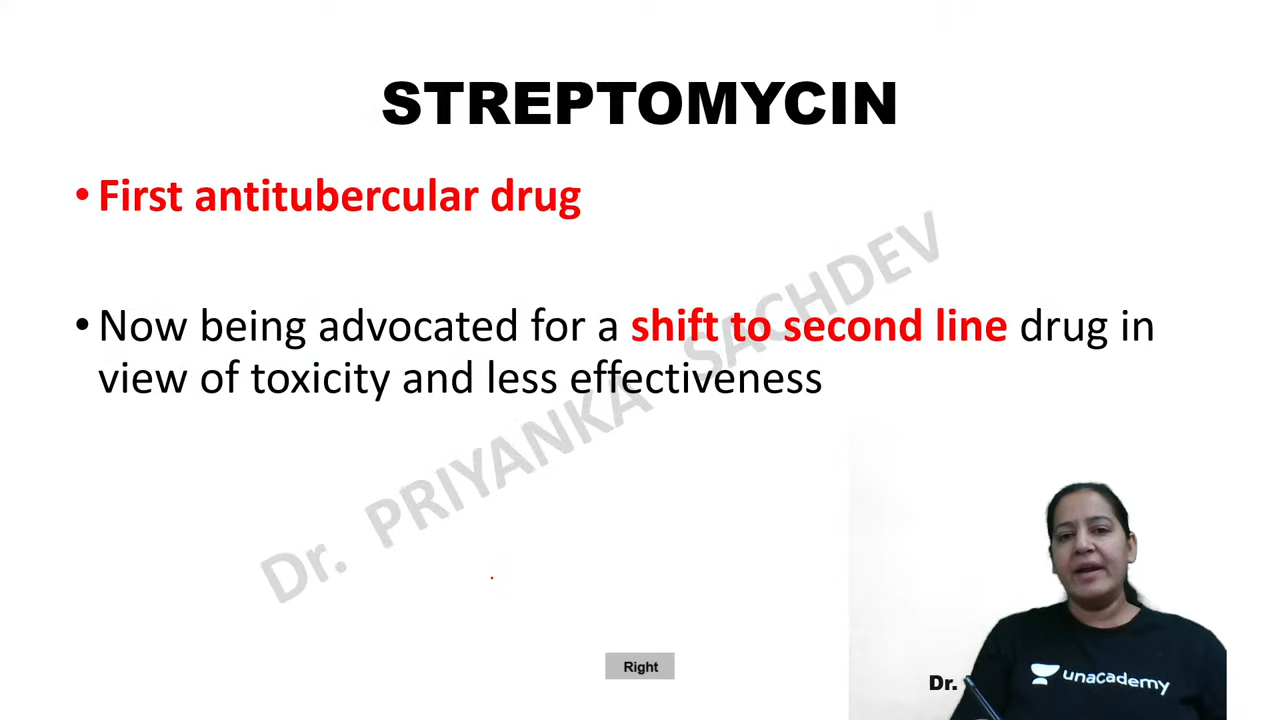 STREPTOMYCIN
• First antitubercular drug
• Now being advocated for a shift to second line drug in
view of toxicity and less effectiveness
Dr. PRIYANKA SACHDEV
Right
Dr.
unacademy